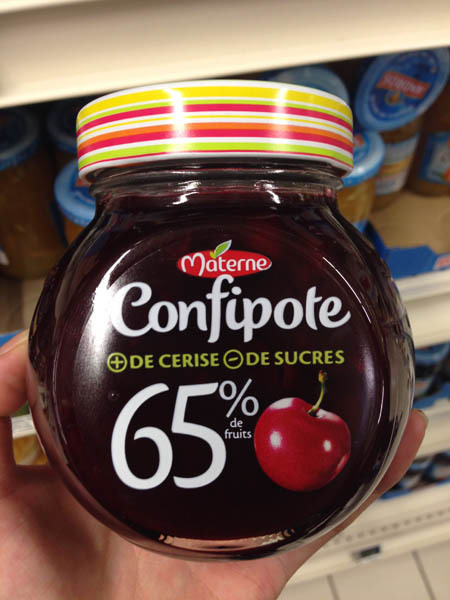 Materne
Confipote
+ DE CERISE - DE SUCRES
65%
de
fruits